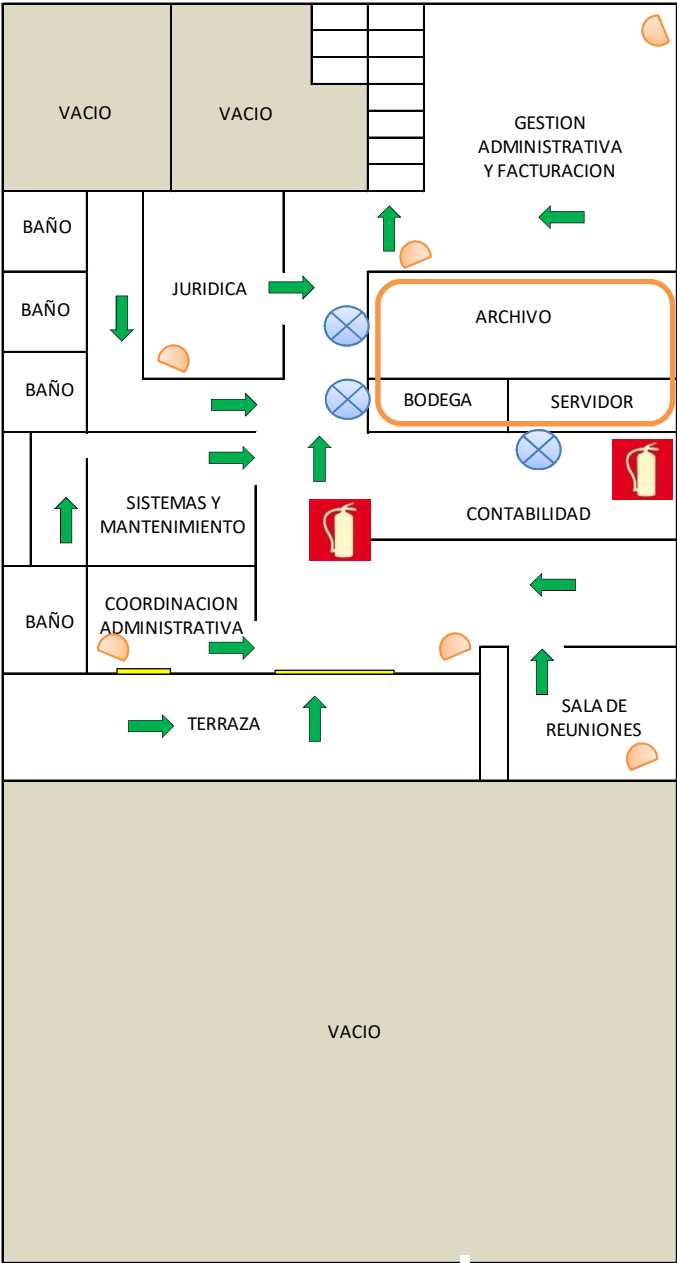 VACIO
VACIO
GESTION
ADMINISTRATIVA
Y FACTURACION
BAÑO
JURIDICA
BAÑO
ARCHIVO
BAÑO
BODEGA
SERVIDOR
SISTEMAS Y
MANTENIMIENTO
CONTABILIDAD
BAÑO
COORDINACION
ADMINISTRATIVA
TERRAZA
SALA DE
REUNIONES
VACIO